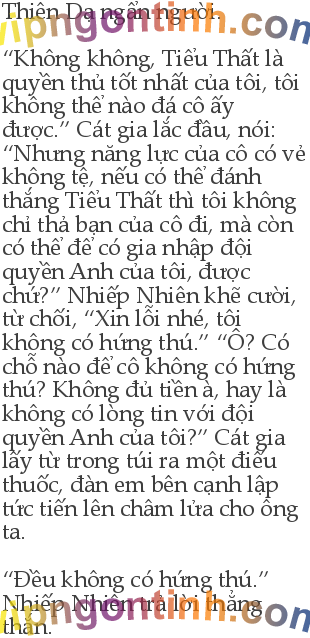 Thiên Dạ ngẩn người.
vipngontinh.com
“Không không, Tiểu Thất là
quyền thủ tốt nhất của tôi, tôi
không thể nào đá cô ấy
được.” Cát gia lắc đầu, nói:
“Nhưng năng lực của cô có vẻ
không tệ, nếu có thể đánh
thắng Tiểu Thất thì tôi không
chỉ thả bạn của cô đi, mà còn
có thể để cô gia nhập đội
quyền Anh của tôi, được
chứ?” Nhiếp Nhiên khẽ cười,
từ chối, “Xin lỗi nhé, tôi
không có hứng thú.” “Ồ? Có
chỗ nào để cô không có hứng
thú? Không đủ tiền à, hay là
không có lòng tin với đội
quyền Anh của tôi?” Cát gia
lấy từ trong túi ra một điếu
thuốc, đàn em bên cạnh lập
tức tiến lên châm lửa cho ông
ta.
“Đều không có hứng thú.”
Nhiếp Nhiên trả lời thẳng
thắn.
vipngontinh.com